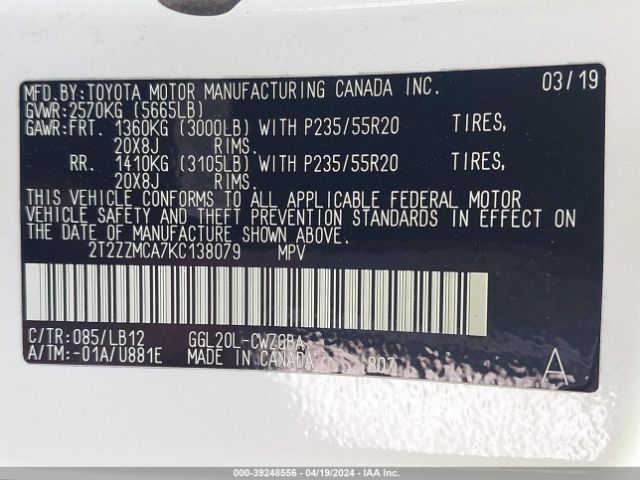 MFD.BY:TOYOTA MOTOR MANUFACTURING CANADA INC. 03/19
GVWR:2570KG (5665LB)
GAWR:FRT. 1360KG (3000LB) WITH P235/55R20 TIRES,
20X8J RIMS.
RR. 1410KG (3105LB) WITH P235/55R20 TIRES,
20X8J RIMS.
THIS VEHICLE CONFORMS TO ALL APPLICABLE FEDERAL MOTOR
VEHICLE SAFETY AND THEFT PREVENTION STANDARDS IN EFFECT ON
THE DATE OF MANUFACTURE SHOWN ABOVE.
2T2ZZMCA7KC138079 MPV
C/TR:085/LB12 GGL20L-CWZGBA
A/TM:-01A/U881E MADE IN CANADA 807 A
000-39248556 - 04/19/2024 - IAAI.COM